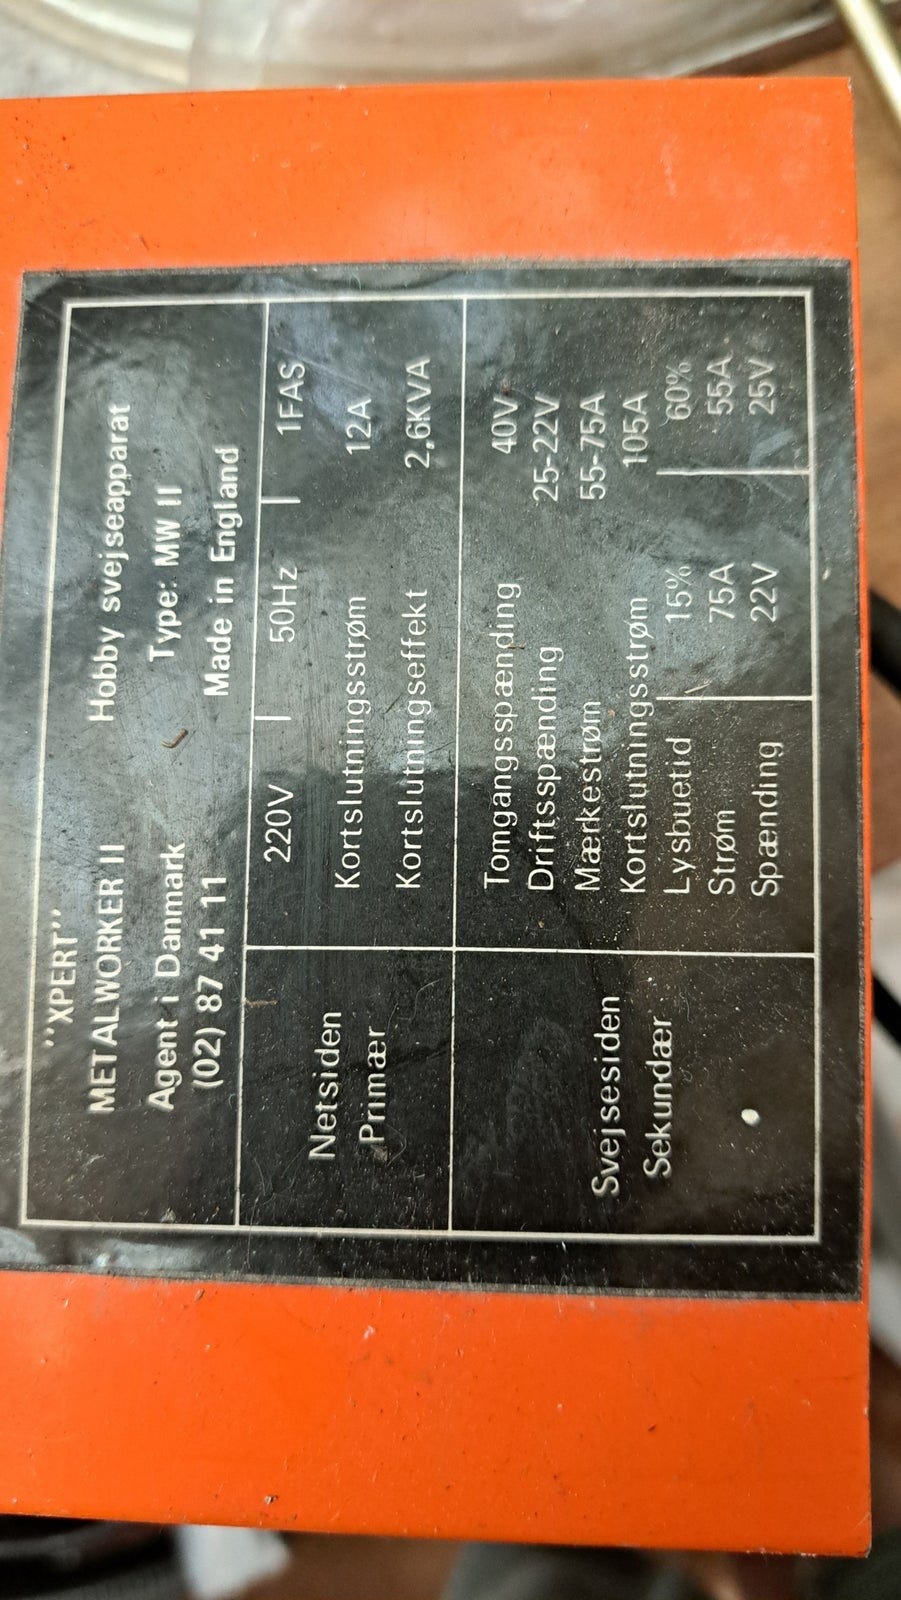 "XPERT"
METALWORKER II Hobby svejseapparat
Agent i Danmark Type: MW II
(02) 87 41 11 Made in England
Netsiden
Primær
220V 50Hz 1FAS
Kortslutningsstrøm 12A
Kortslutningseffekt 2,6KVA
Svejsesiden
Sekundær
Tomgangsspænding 40V
Driftsspænding 25-22V
Mærkestrøm 55-75A
Kortslutningsstrøm 105A
Lysbuetid 15% 60%
Strøm 75A 55A
Spænding 22V 25V